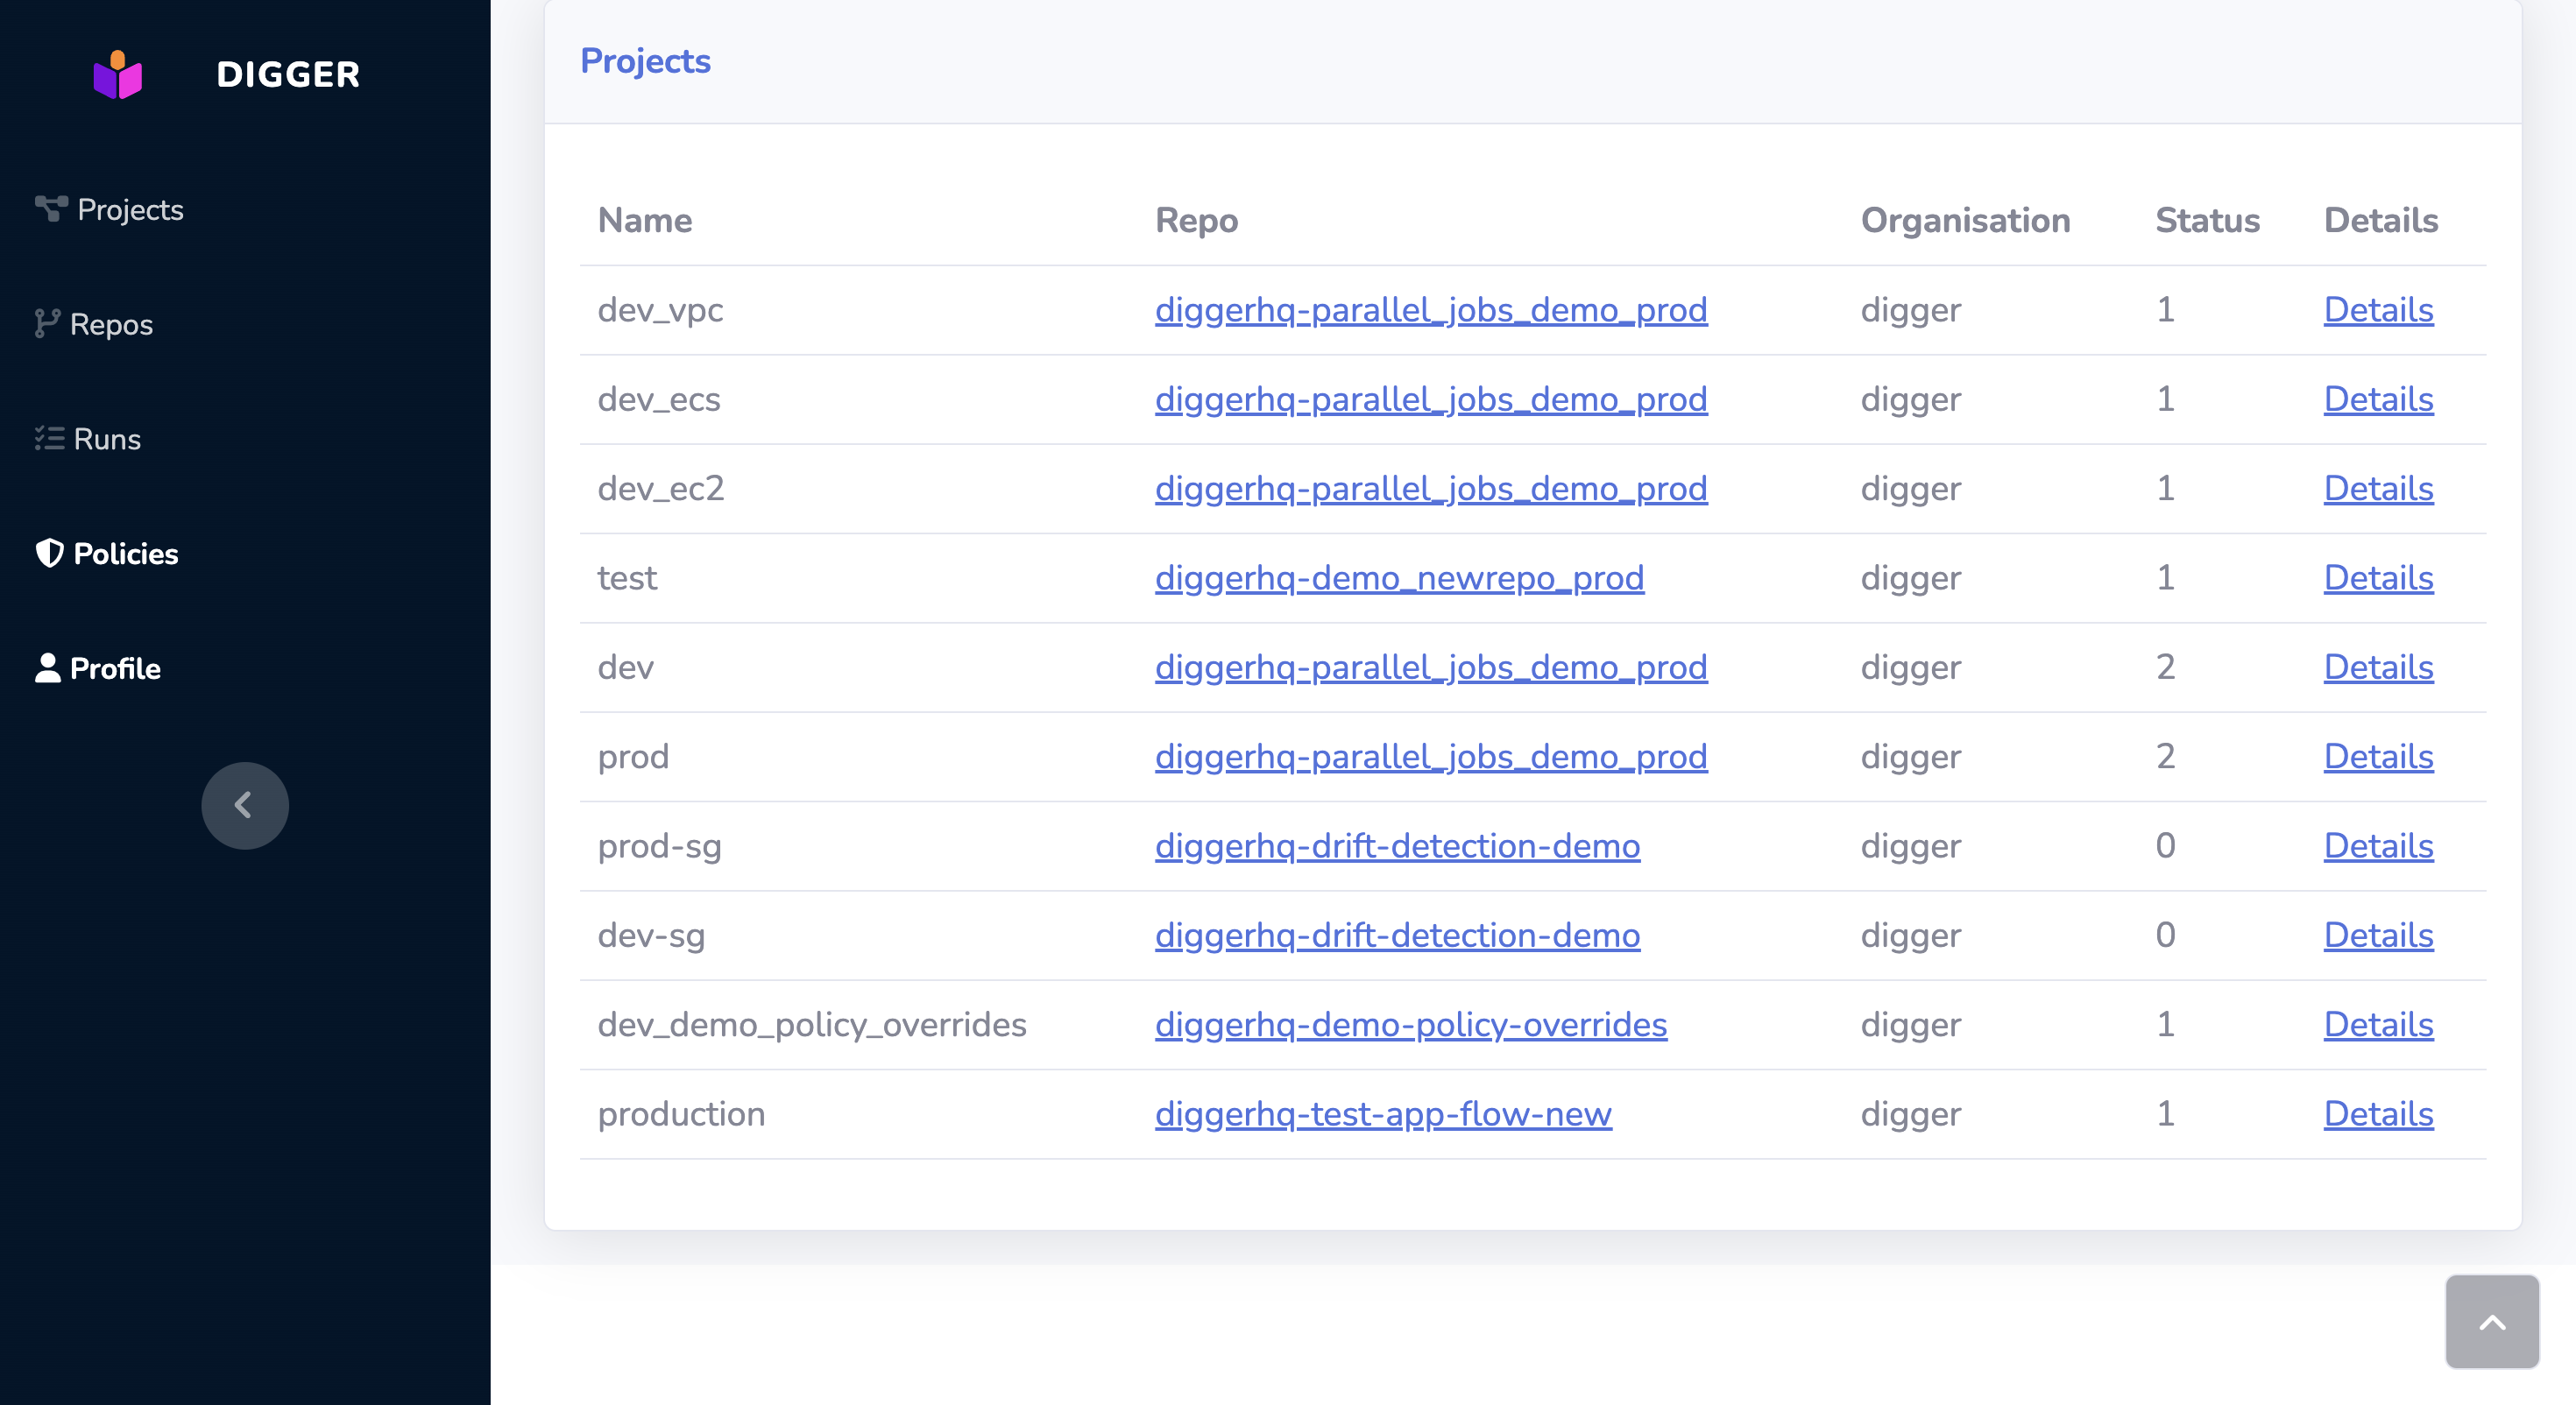 DIGGER
Projects
Repos
Runs
Policies
Profile
Projects
Name Repo Organisation Status Details
dev_vpc diggerhq-parallel_jobs_demo_prod digger 1 Details
dev_ecs diggerhq-parallel_jobs_demo_prod digger 1 Details
dev_ec2 diggerhq-parallel_jobs_demo_prod digger 1 Details
test diggerhq-demo_newrepo_prod digger 1 Details
dev diggerhq-parallel_jobs_demo_prod digger 2 Details
prod diggerhq-parallel_jobs_demo_prod digger 2 Details
prod-sg diggerhq-drift-detection-demo digger 0 Details
dev-sg diggerhq-drift-detection-demo digger 0 Details
dev_demo_policy_overrides diggerhq-demo-policy-overrides digger 1 Details
production diggerhq-test-app-flow-new digger 1 Details